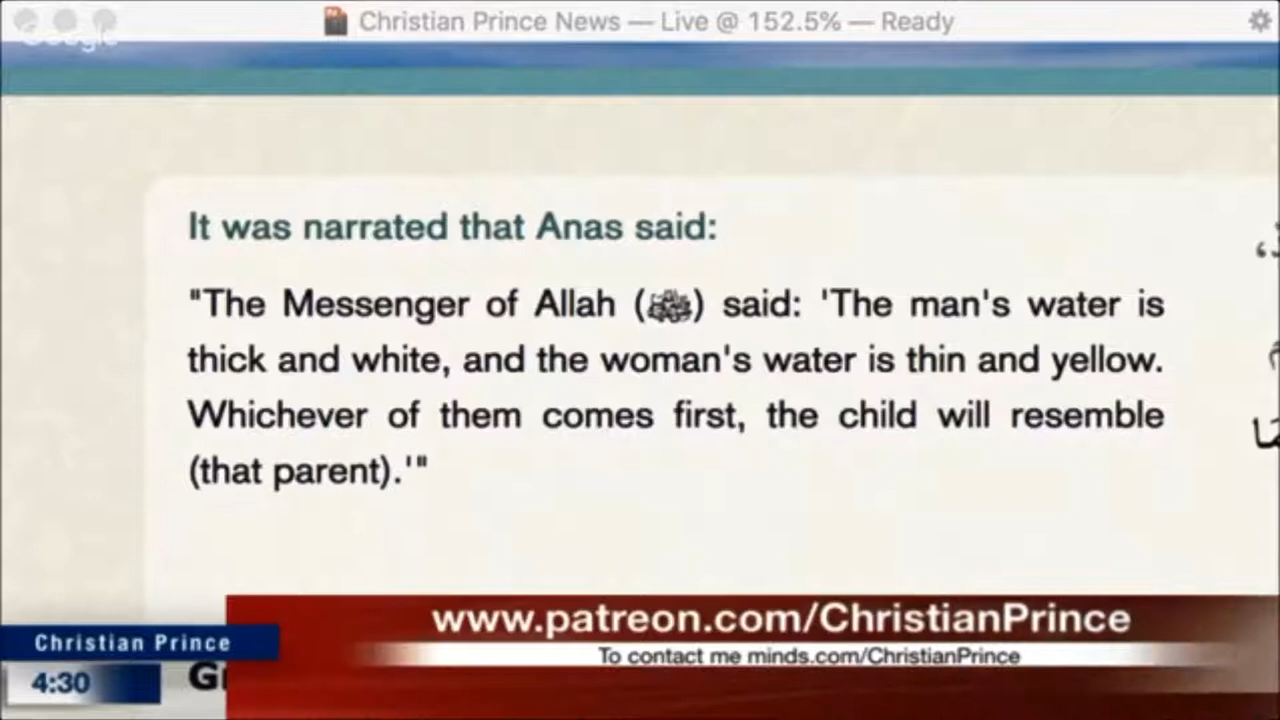 Christian Prince News — Live @ 152.5% — Ready
Google
It was narrated that Anas said:
"The Messenger of Allah (ﷺ) said: 'The man's water is
thick and white, and the woman's water is thin and yellow.
Whichever of them comes first, the child will resemble
(that parent).'"
www.patreon.com/ChristianPrince
To contact me minds.com/ChristianPrince
Christian Prince
4:30